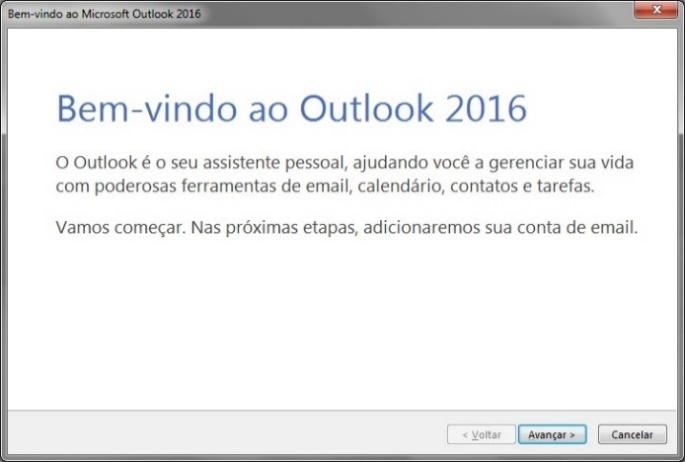 Bem-vindo ao Microsoft Outlook 2016
Bem-vindo ao Outlook 2016
O Outlook é o seu assistente pessoal, ajudando você a gerenciar sua vida
com poderosas ferramentas de email, calendário, contatos e tarefas.
Vamos começar. Nas próximas etapas, adicionaremos sua conta de email.
< Voltar Avançar > Cancelar